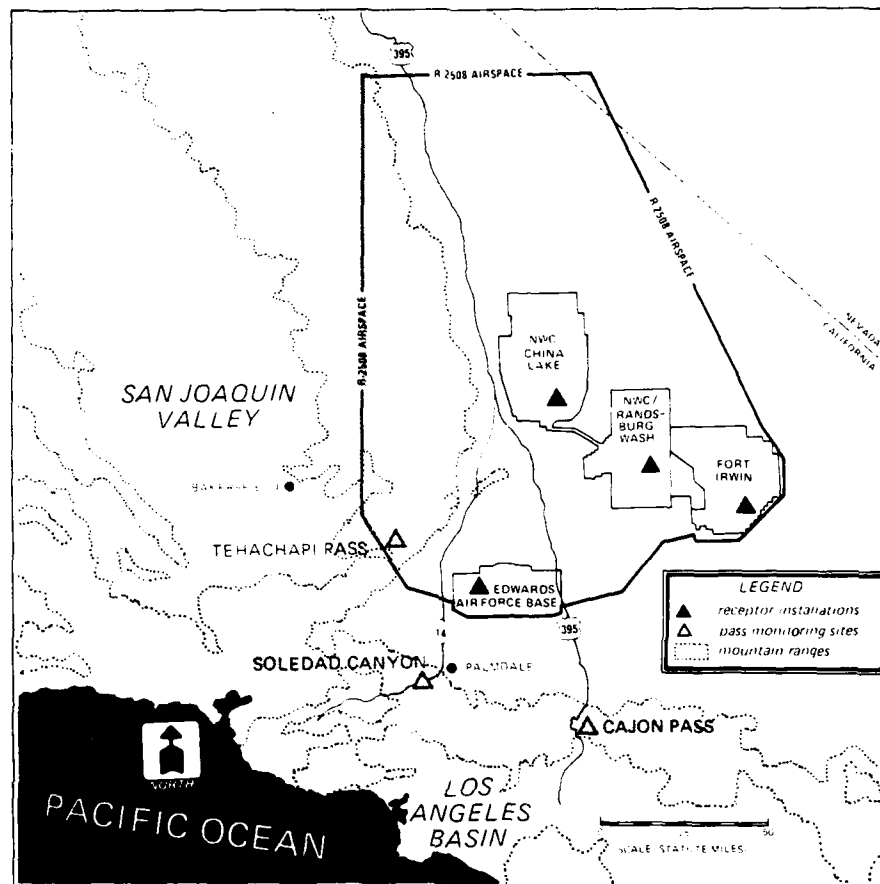 395
R 2508 AIRSPACE
R 2508 AIRSPACE
R-2508 AIRSPACE
NEVADA
CALIFORNIA
NWC
CHINA
LAKE
NWC/
RANDS-
BURG
WASH
FORT
IRWIN
SAN JOAQUIN
VALLEY
TEHACHAPI PASS
EDWARDS
AIR FORCE BASE
LEGEND
receptor installations
pass monitoring sites
mountain ranges
14
395
SOLEDAD CANYON
PALMDALE
CAJON PASS
NORTH
PACIFIC OCEAN
LOS
ANGELES
BASIN
50
SCALE: STATUTE MILES